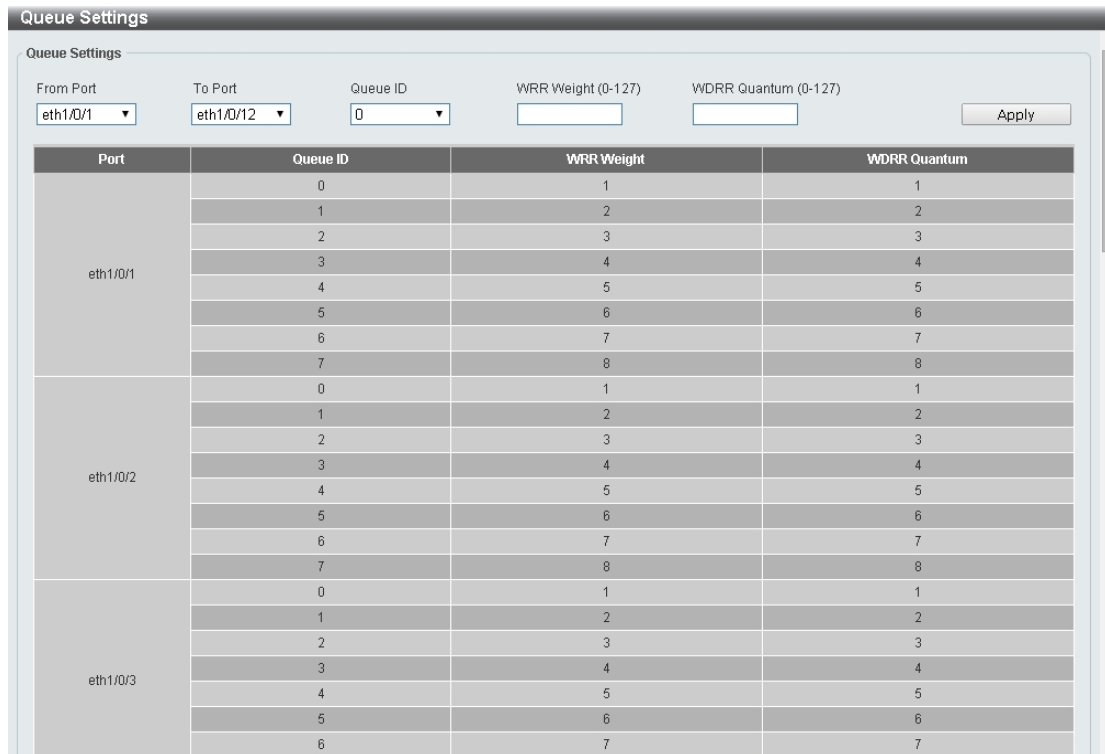 Queue Settings
Queue Settings
From Port To Port Queue ID WRR Weight (0-127) WDRR Quantum (0-127)
eth1/0/1 eth1/0/12 0 Apply
Port Queue ID WRR Weight WDRR Quantum
eth1/0/1
0 1 1
1 2 2
2 3 3
3 4 4
4 5 5
5 6 6
6 7 7
7 8 8
eth1/0/2
0 1 1
1 2 2
2 3 3
3 4 4
4 5 5
5 6 6
6 7 7
7 8 8
eth1/0/3
0 1 1
1 2 2
2 3 3
3 4 4
4 5 5
5 6 6
6 7 7